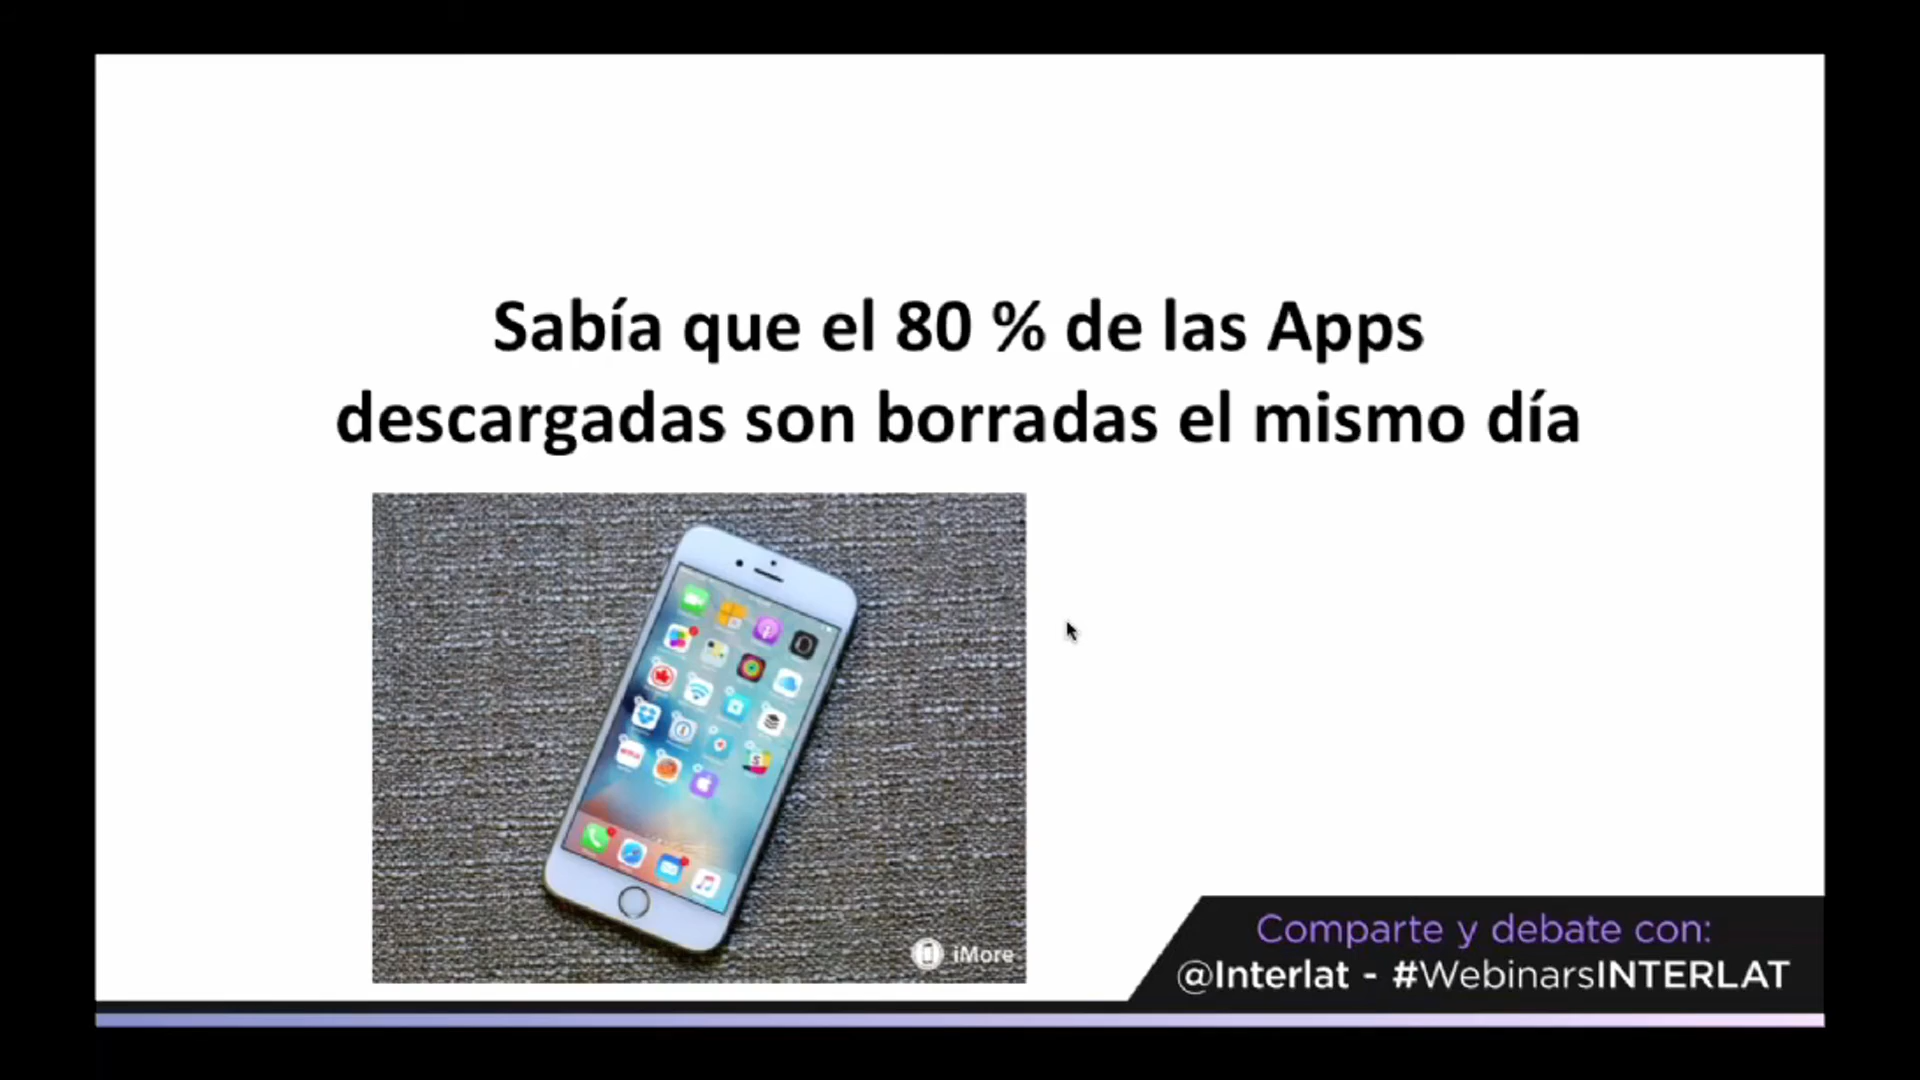 Sabía que el 80 % de las Apps
descargadas son borradas el mismo día
iMore
Comparte y debate con:
@Interlat - #WebinarsINTERLAT